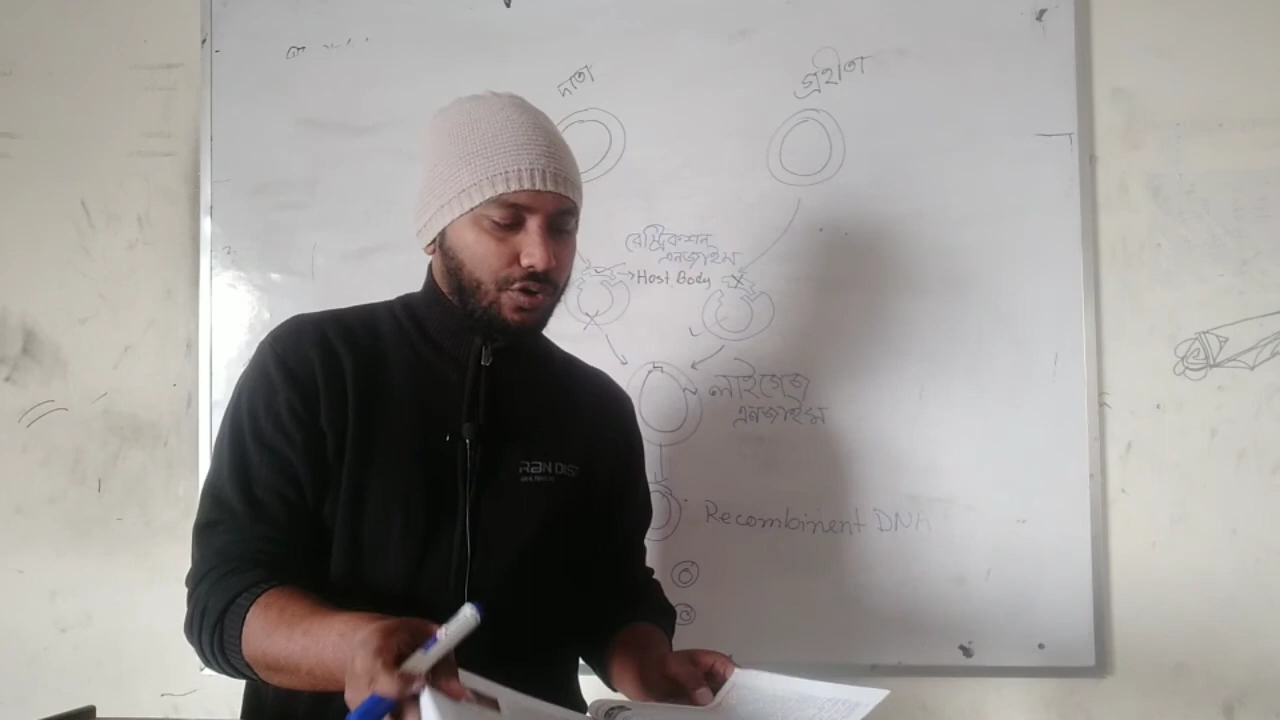 দাতা
গ্রহীতা
রেস্ট্রিকশন
এনজাইম
Host Body
লাইগেজ
এনজাইম
Recombinent DNA